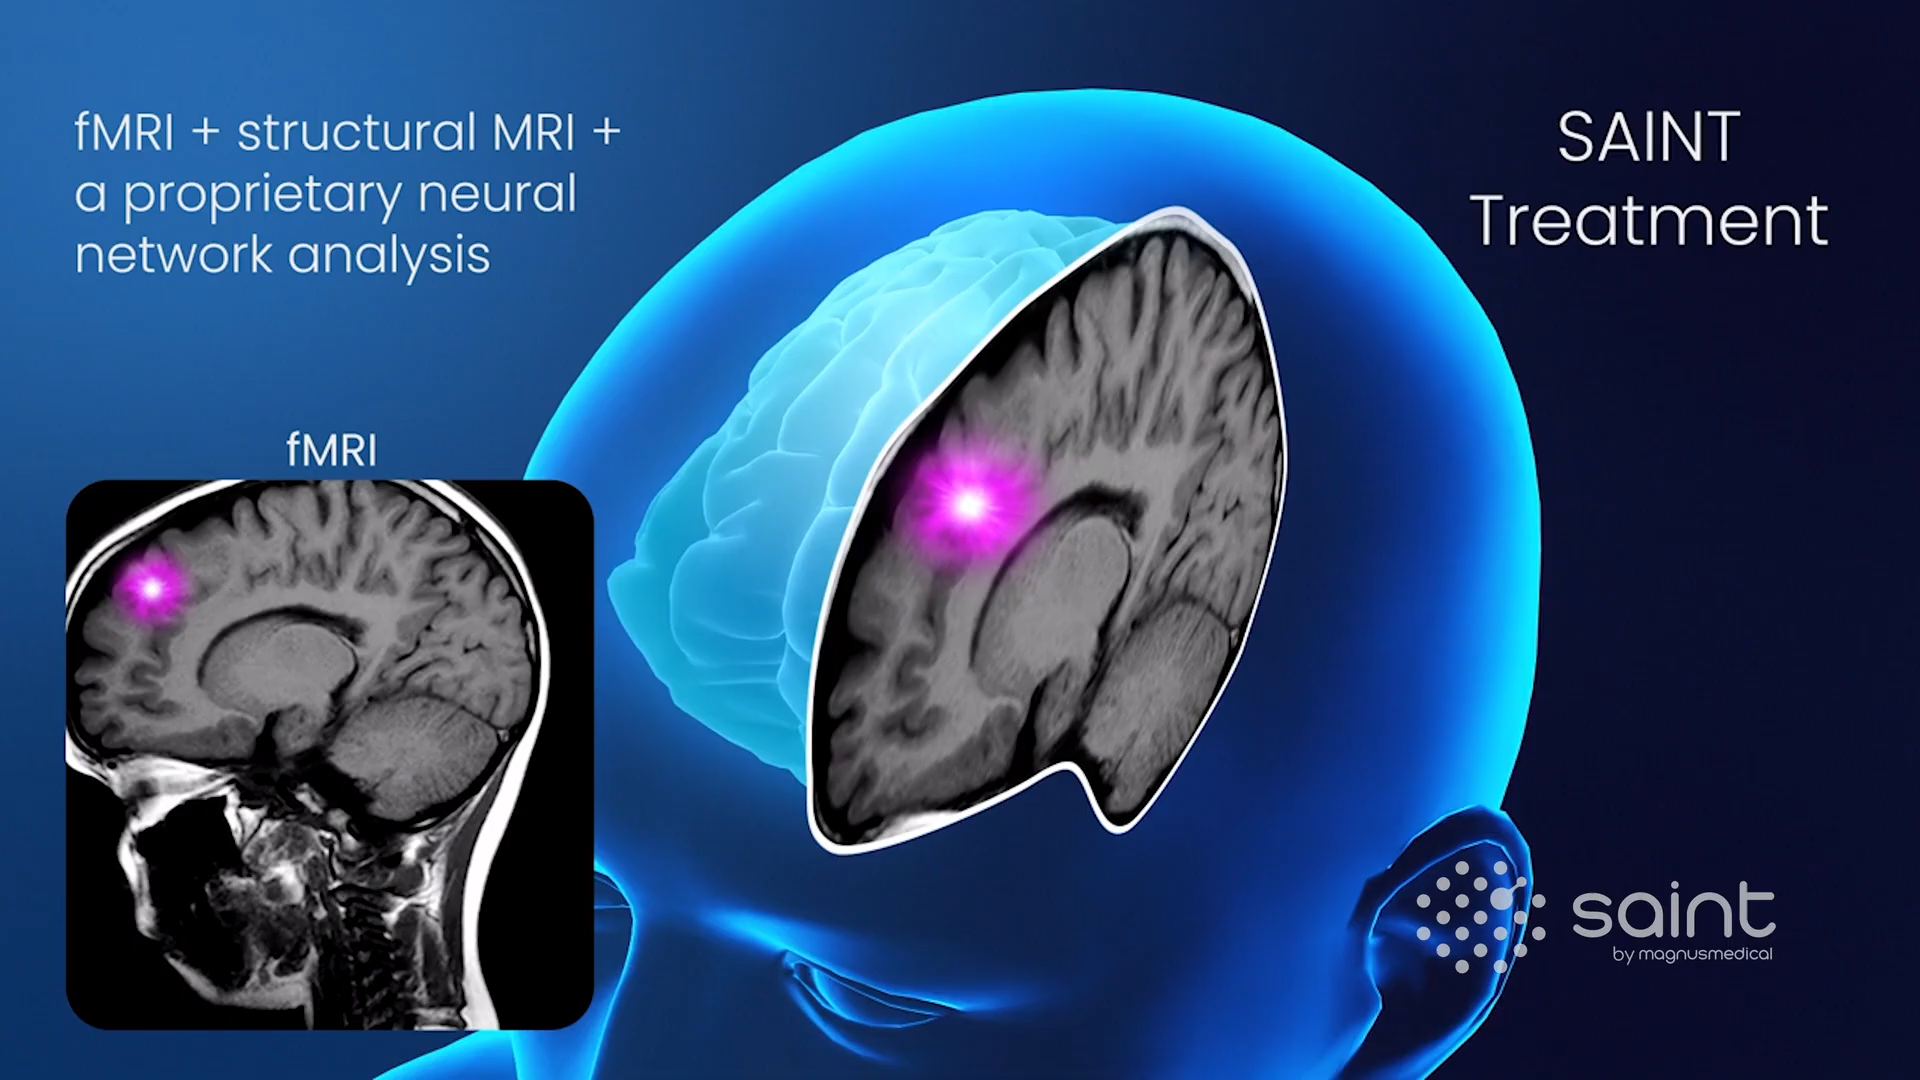 fMRI + structural MRI +
a proprietary neural
network analysis
SAINT
Treatment
fMRI
saint
by magnusmedical